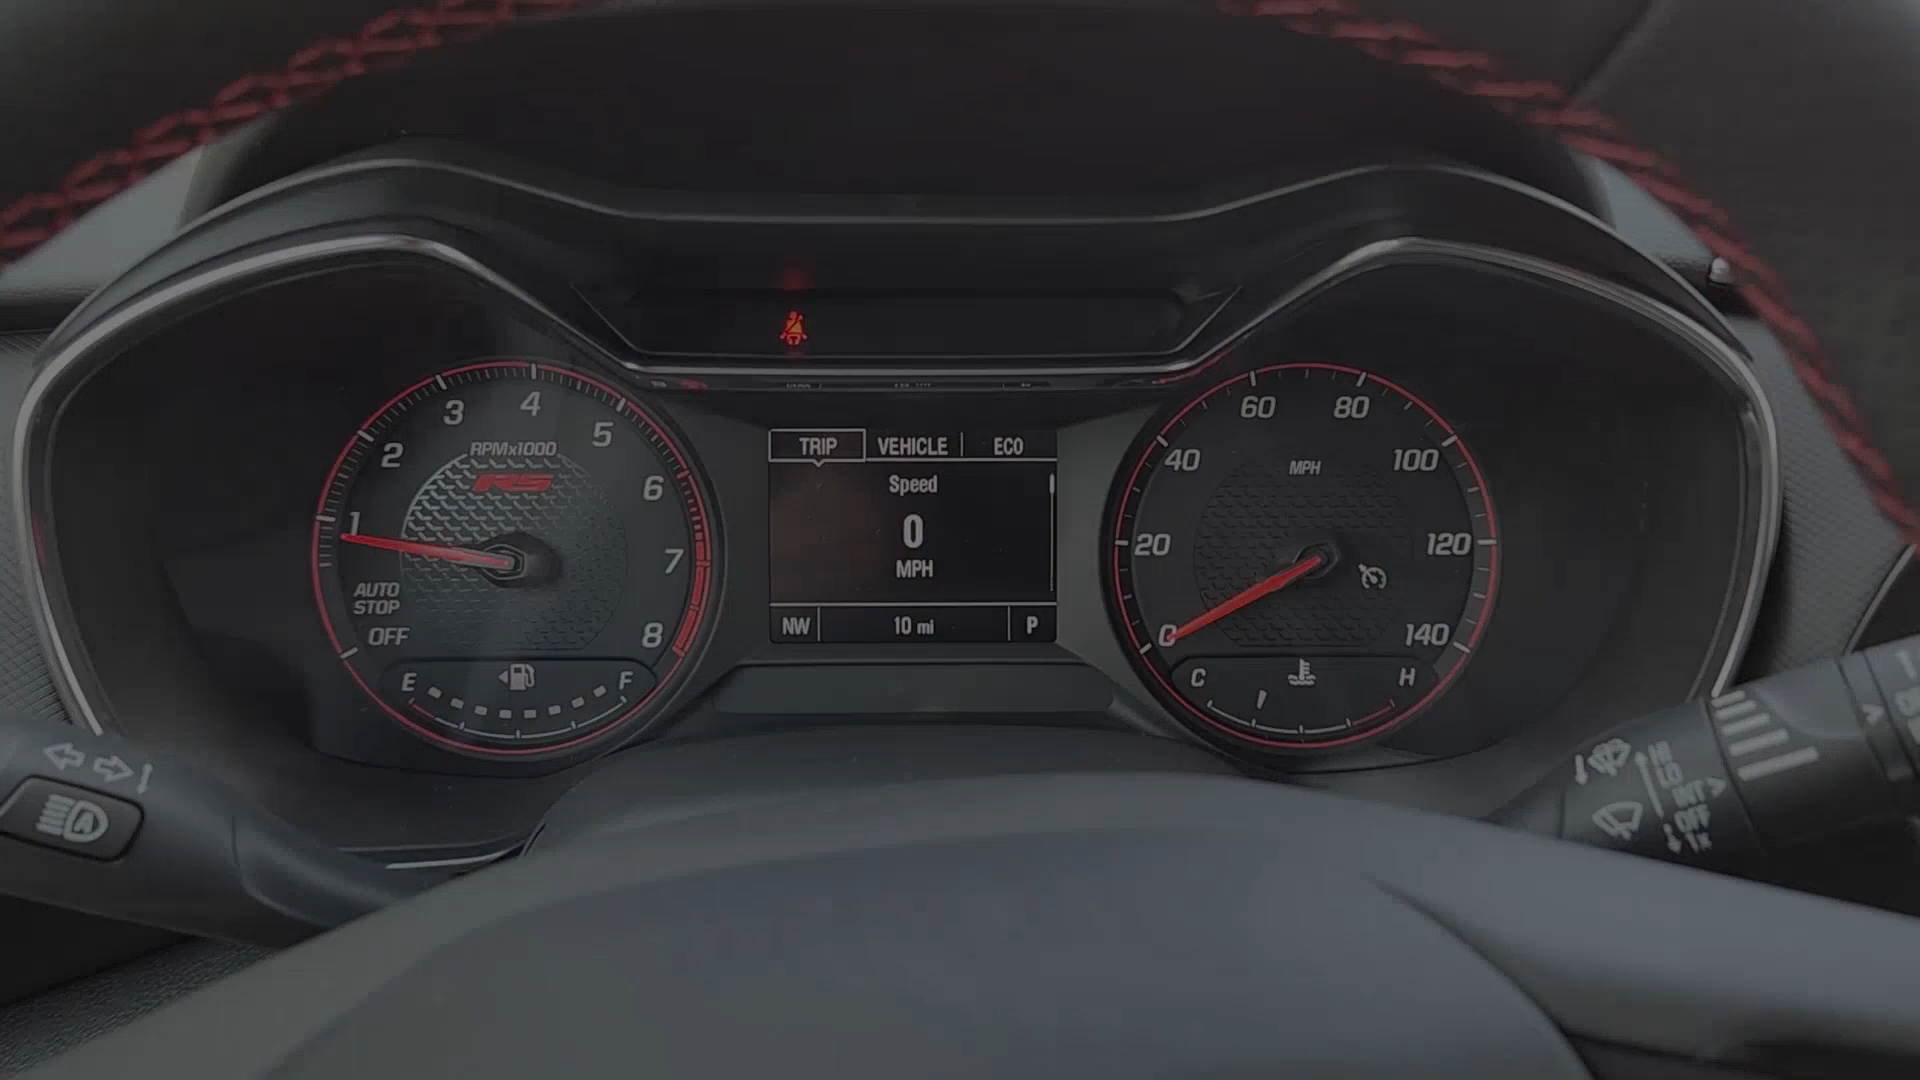 4
3
5
RPMx1000
2
RS
6
1
7
AUTO
STOP
OFF
8
E
F
TRIP VEHICLE ECO
Speed
0
MPH
NW 10 mi P
60 80
40 MPH 100
20 120
0 140
C H
A
OFF